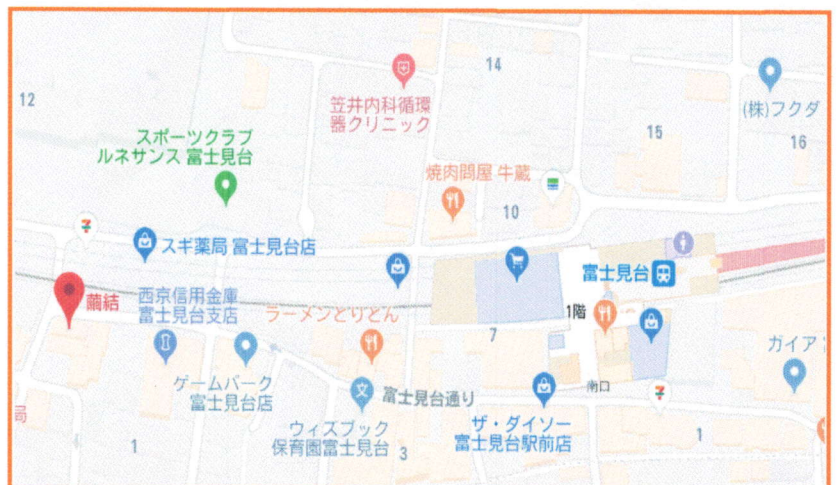 14
12
笠井内科循環
器クリニック
(株)フクダ
15
16
スポーツクラブ
ルネサンス 富士見台
焼肉問屋 牛蔵
10
スギ薬局 富士見台店
富士見台
繭結
西京信用金庫
富士見台支店
ラーメンとりとん
1階
7
ガイア
ゲームパーク
富士見台店
富士見台通り
南口
局
ウィズブック
保育園富士見台
ザ・ダイソー
富士見台駅前店
1
3
1